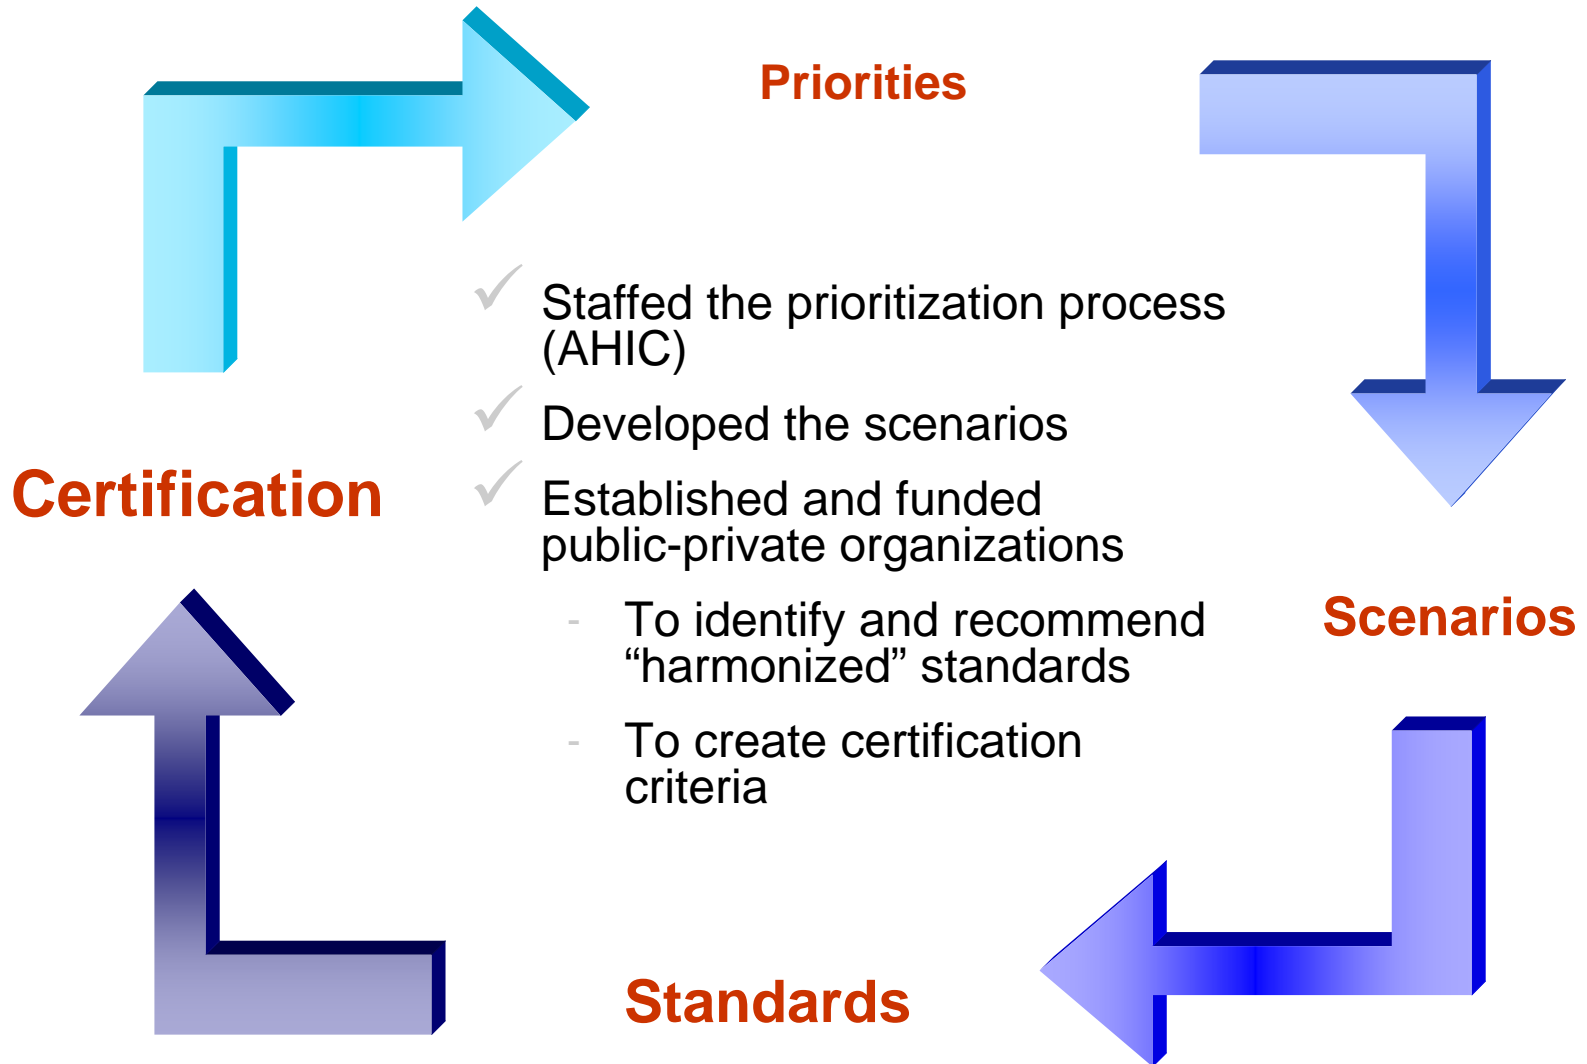 Priorities
✓ Staffed the prioritization process
(AHIC)
✓ Developed the scenarios
Certification
✓ Established and funded
public-private organizations
- To identify and recommend
“harmonized” standards
Scenarios
- To create certification
criteria
Standards